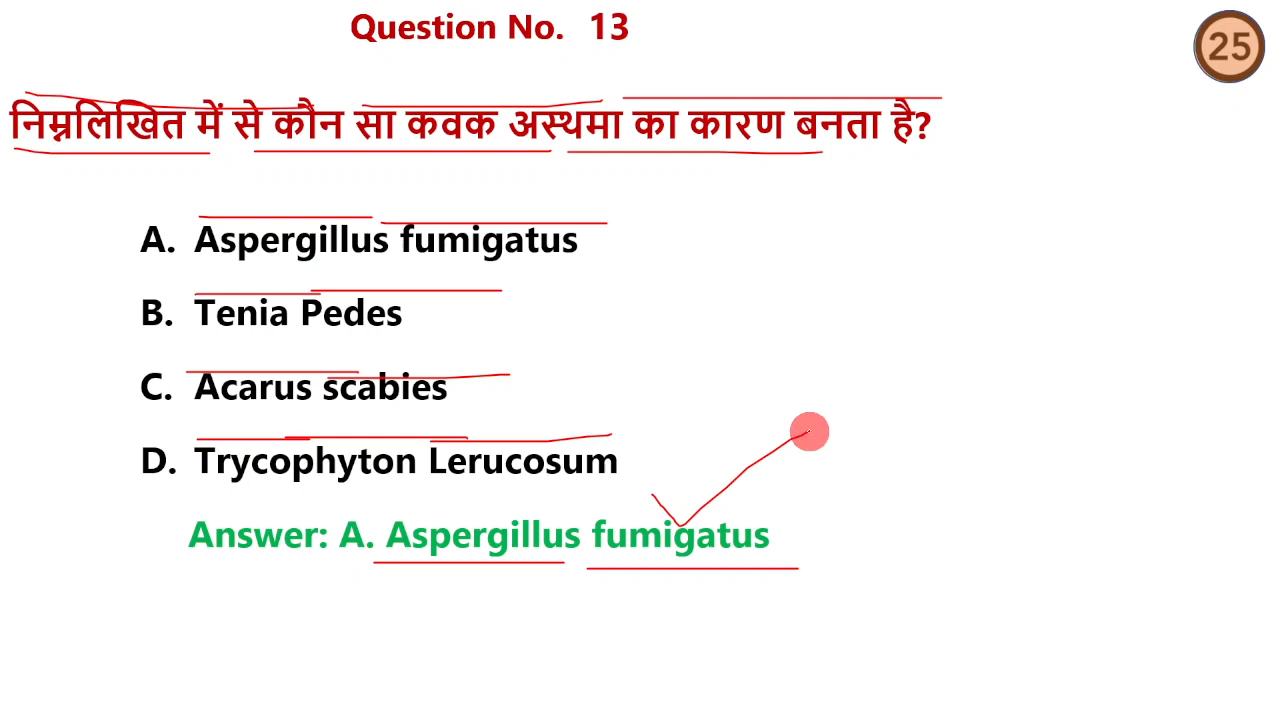 Question No. 13
25
निम्नलिखित में से कौन सा कवक अस्थमा का कारण बनता है?
A. Aspergillus fumigatus
B. Tenia Pedes
C. Acarus scabies
D. Trycophyton Lerucosum
Answer: A. Aspergillus fumigatus